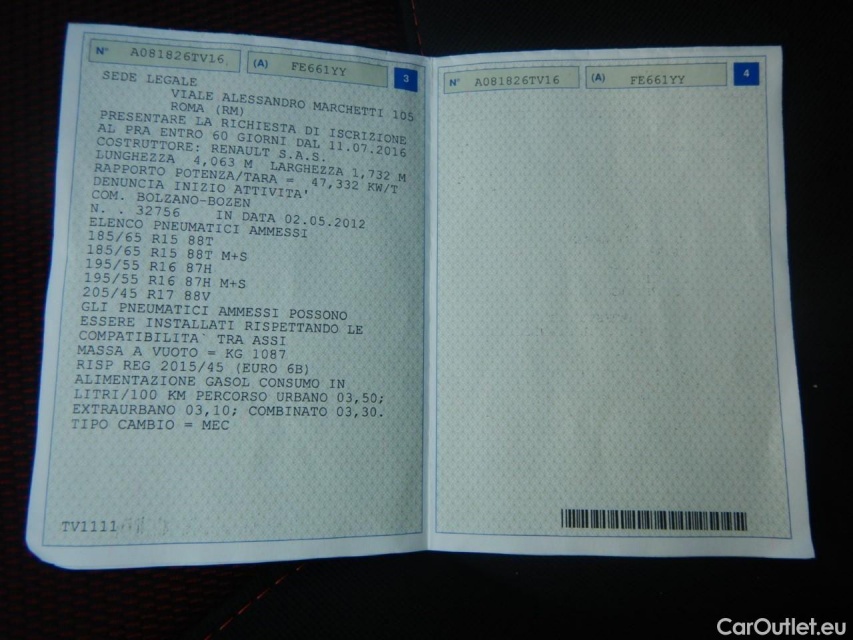 N° A081826TV16 (A) FE661YY 3
SEDE LEGALE
VIALE ALESSANDRO MARCHETTI 105
ROMA (RM)
PRESENTARE LA RICHIESTA DI ISCRIZIONE
AL PRA ENTRO 60 GIORNI DAL 11.07.2016
COSTRUTTORE: RENAULT S.A.S.
LUNGHEZZA 4,063 M LARGHEZZA 1,732 M
RAPPORTO POTENZA/TARA = 47,332 KW/T
DENUNCIA INIZIO ATTIVITA'
COM. BOLZANO-BOZEN
N. . 32756 IN DATA 02.05.2012
ELENCO PNEUMATICI AMMESSI
185/65 R15 88T
185/65 R15 88T M+S
195/55 R16 87H
195/55 R16 87H M+S
205/45 R17 88V
GLI PNEUMATICI AMMESSI POSSONO
ESSERE INSTALLATI RISPETTANDO LE
COMPATIBILITA` TRA ASSI
MASSA A VUOTO = KG 1087
RISP REG 2015/45 (EURO 6B)
ALIMENTAZIONE GASOL CONSUMO IN
LITRI/100 KM PERCORSO URBANO 03,50;
EXTRAURBANO 03,10; COMBINATO 03,30.
TIPO CAMBIO = MEC
N° A081826TV16 (A) FE661YY 4
CarOutlet.eu